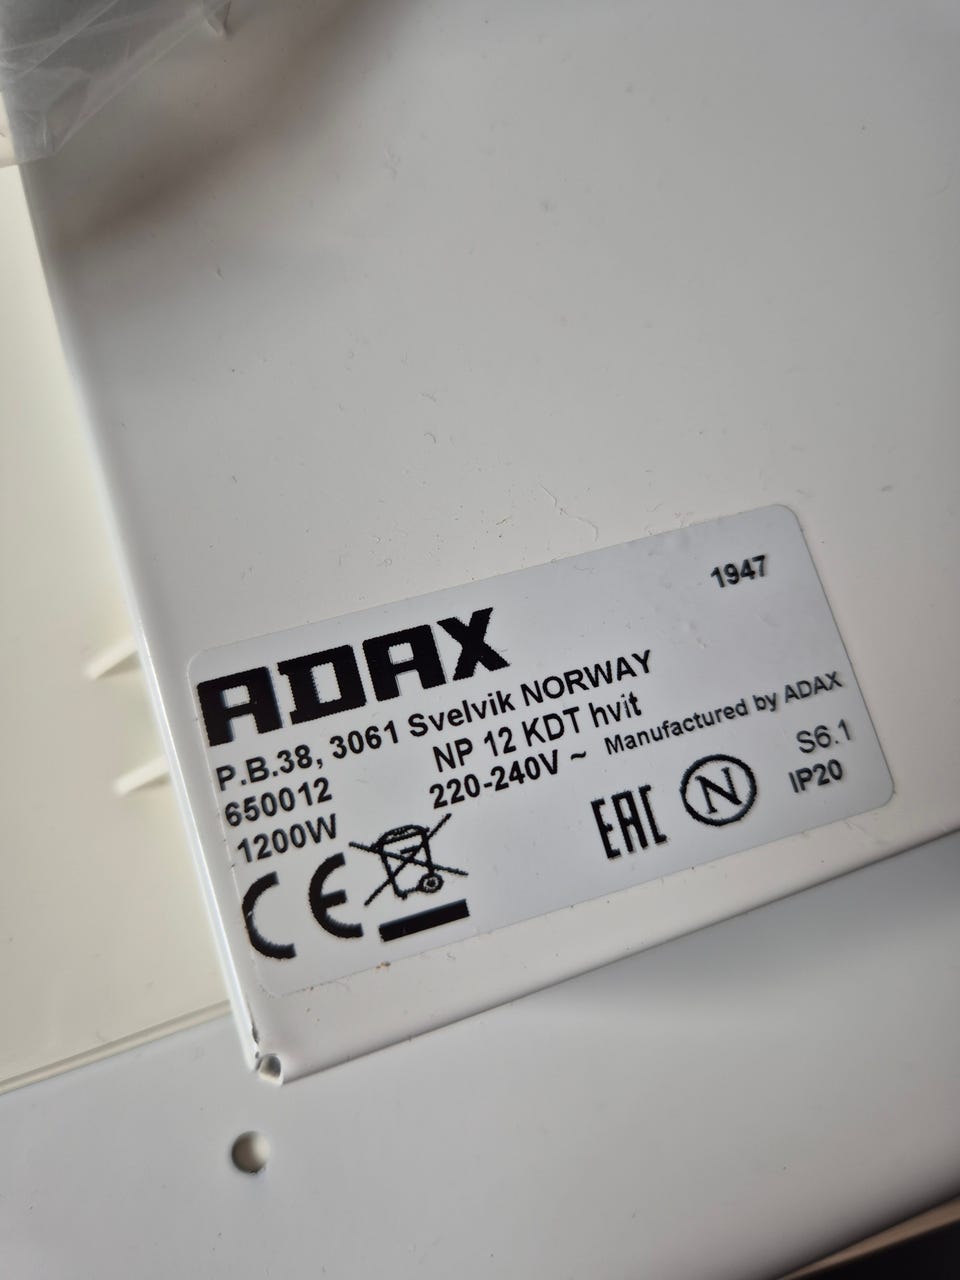 1947
ADAX
P.B.38, 3061 Svelvik NORWAY
650012 NP 12 KDT hvit
1200W 220-240V ~ Manufactured by ADAX
S6.1
CE EAC N IP20